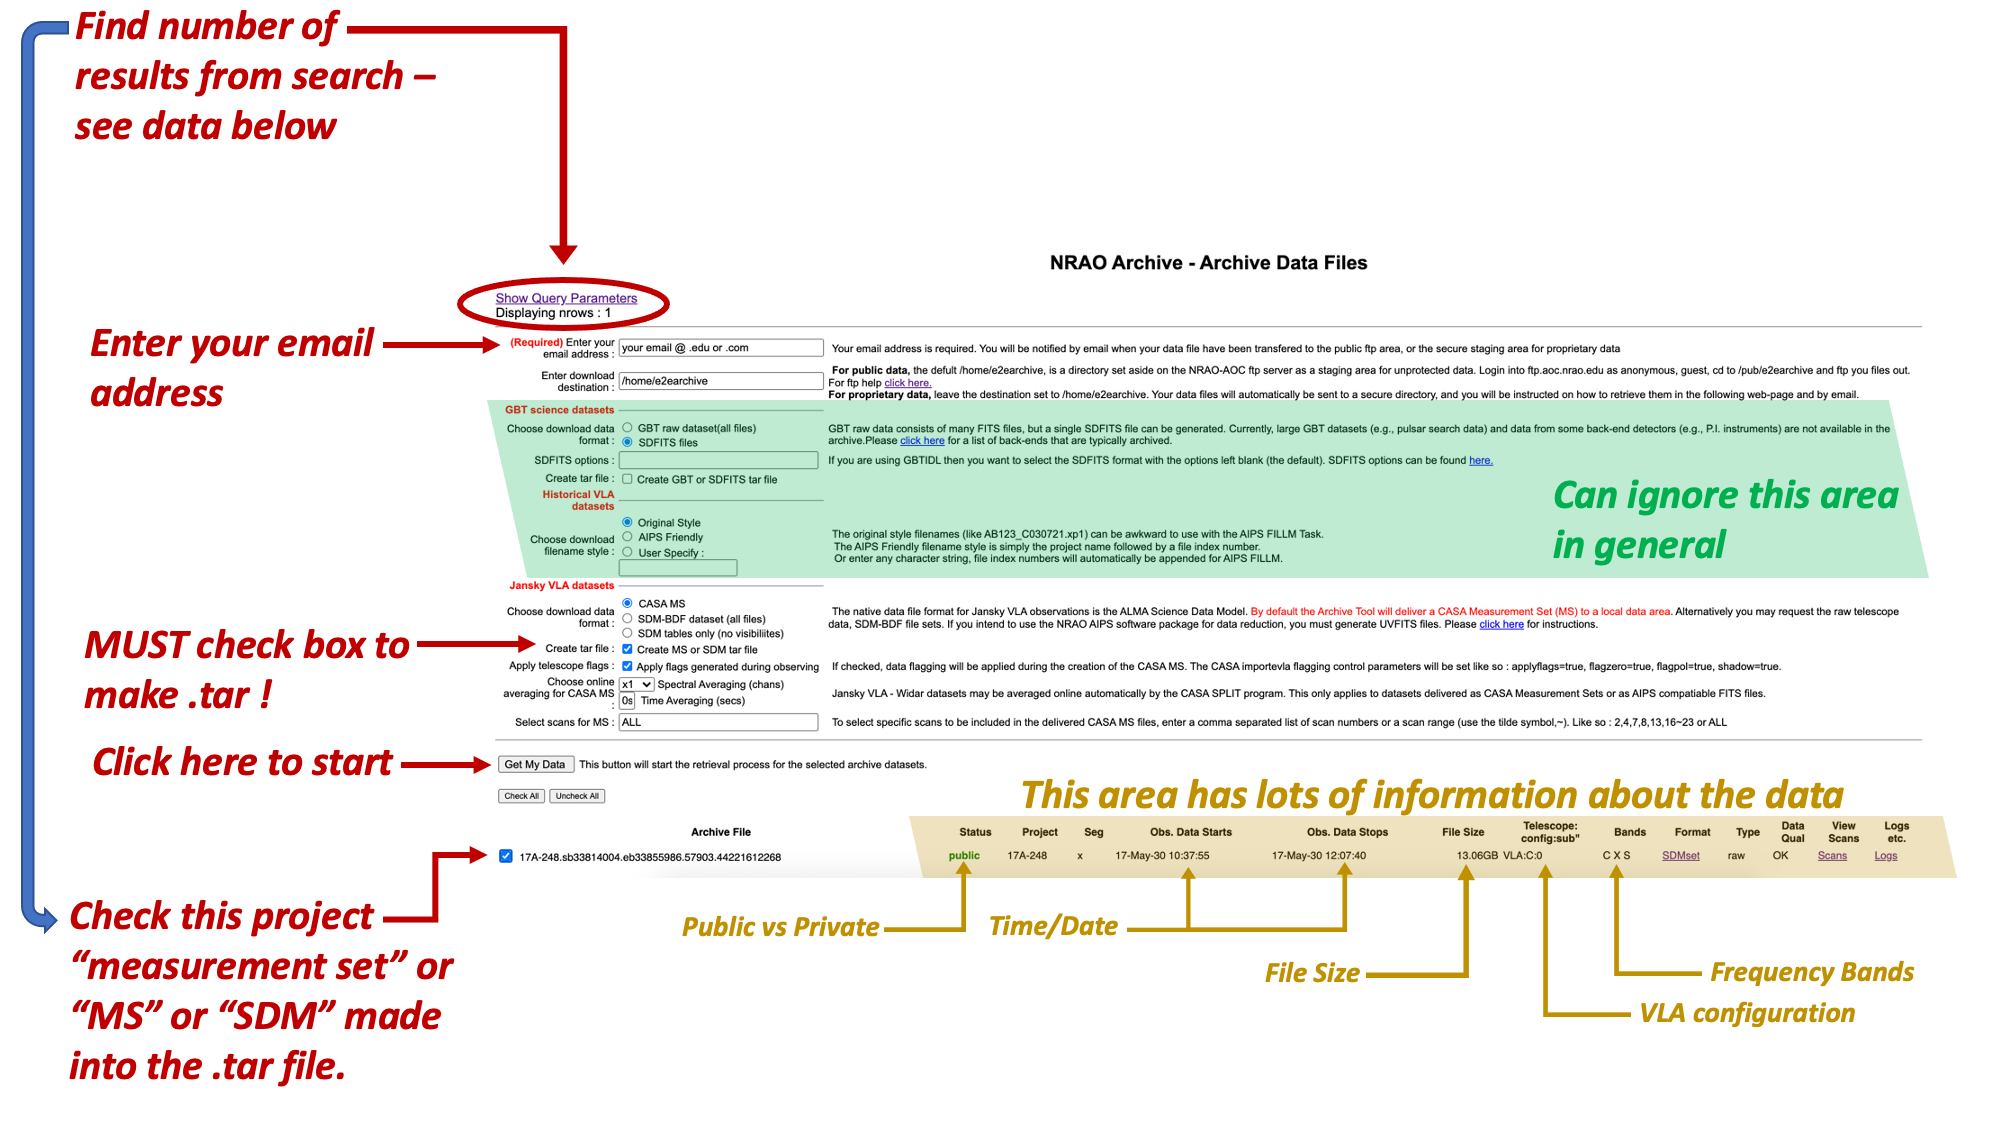 Find number of
results from search –
see data below
NRAO Archive - Archive Data Files
Show Query Parameters
Displaying nrows : 1
Enter your email
address
(Required) Enter your
email address :
your email @ .edu or .com
Your email address is required. You will be notified by email when your data file have been transfered to the public ftp area, or the secure staging area for proprietary data
Enter download
destination :
/home/e2earchive
For public data, the defult /home/e2earchive, is a directory set aside on the NRAO-AOC ftp server as a staging area for unprotected data. Login into ftp.aoc.nrao.edu as anonymous, guest, cd to /pub/e2earchive and ftp you files out.
For ftp help click here.
For proprietary data, leave the destination set to /home/e2earchive. Your data files will automatically be sent to a secure directory, and you will be instructed on how to retrieve them in the following web-page and by email.
GBT science datasets
Choose download data
format :
GBT raw dataset(all files)
SDFITS files
GBT raw data consists of many FITS files, but a single SDFITS file can be generated. Currently, large GBT datasets (e.g., pulsar search data) and data from some back-end detectors (e.g., P.I. instruments) are not available in the
archive.Please click here for a list of back-ends that are typically archived.
SDFITS options :
If you are using GBTIDL then you want to select the SDFITS format with the options left blank (the default). SDFITS options can be found here.
Create tar file :
Create GBT or SDFITS tar file
Can ignore this area
in general
Historical VLA
datasets
Choose download
filename style :
Original Style
AIPS Friendly
User Specify :
The original style filenames (like AB123_C030721.xp1) can be awkward to use with the AIPS FILLM Task.
The AIPS Friendly filename style is simply the project name followed by a file index number.
Or enter any character string, file index numbers will automatically be appended for AIPS FILLM.
Jansky VLA datasets
Choose download data
format :
CASA MS
SDM-BDF dataset (all files)
SDM tables only (no visibiliites)
The native data file format for Jansky VLA observations is the ALMA Science Data Model. By default the Archive Tool will deliver a CASA Measurement Set (MS) to a local data area. Alternatively you may request the raw telescope
data, SDM-BDF file sets. If you intend to use the NRAO AIPS software package for data reduction, you must generate UVFITS files. Please click here for instructions.
MUST check box to
make .tar !
Create tar file :
Create MS or SDM tar file
Apply telescope flags :
Apply flags generated during observing
If checked, data flagging will be applied during the creation of the CASA MS. The CASA importevla flagging control parameters will be set like so : applyflags=true, flagzero=true, flagpol=true, shadow=true.
Choose online
averaging for CASA MS
:
x1
Spectral Averaging (chans)
0s
Time Averaging (secs)
Jansky VLA - Widar datasets may be averaged online automatically by the CASA SPLIT program. This only applies to datasets delivered as CASA Measurement Sets or as AIPS compatiable FITS files.
Select scans for MS :
ALL
To select specific scans to be included in the delivered CASA MS files, enter a comma separated list of scan numbers or a scan range (use the tilde symbol,~). Like so : 2,4,7,8,13,16~23 or ALL
Click here to start
Get My Data
This button will start the retrieval process for the selected archive datasets.
Check All
Uncheck All
This area has lots of information about the data
Archive File
Status
Project
Seg
Obs. Data Starts
Obs. Data Stops
File Size
Telescope:
config:sub"
Bands
Format
Type
Data
Qual
View
Scans
Logs
etc.
17A-248.sb33814004.eb33855986.57903.44221612268
public
17A-248
x
17-May-30 10:37:55
17-May-30 12:07:40
13.06GB
VLA:C:0
C X S
SDMset
raw
OK
Scans
Logs
Check this project
“measurement set” or
“MS” or “SDM” made
into the .tar file.
Public vs Private
Time/Date
File Size
Frequency Bands
VLA configuration